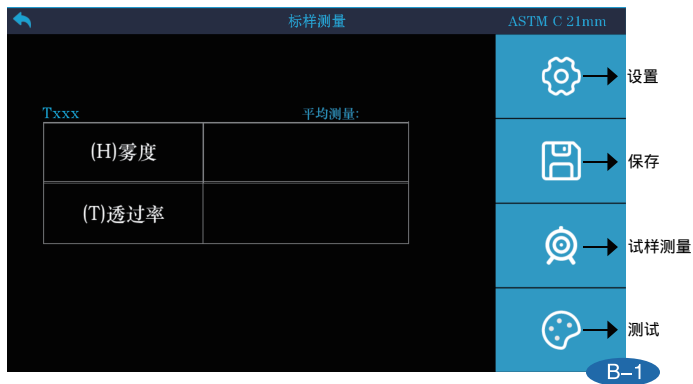 标样测量
ASTM C 21mm
设置
Txxx
平均测量:
(H)雾度
保存
(T)透过率
试样测量
测试
B-1